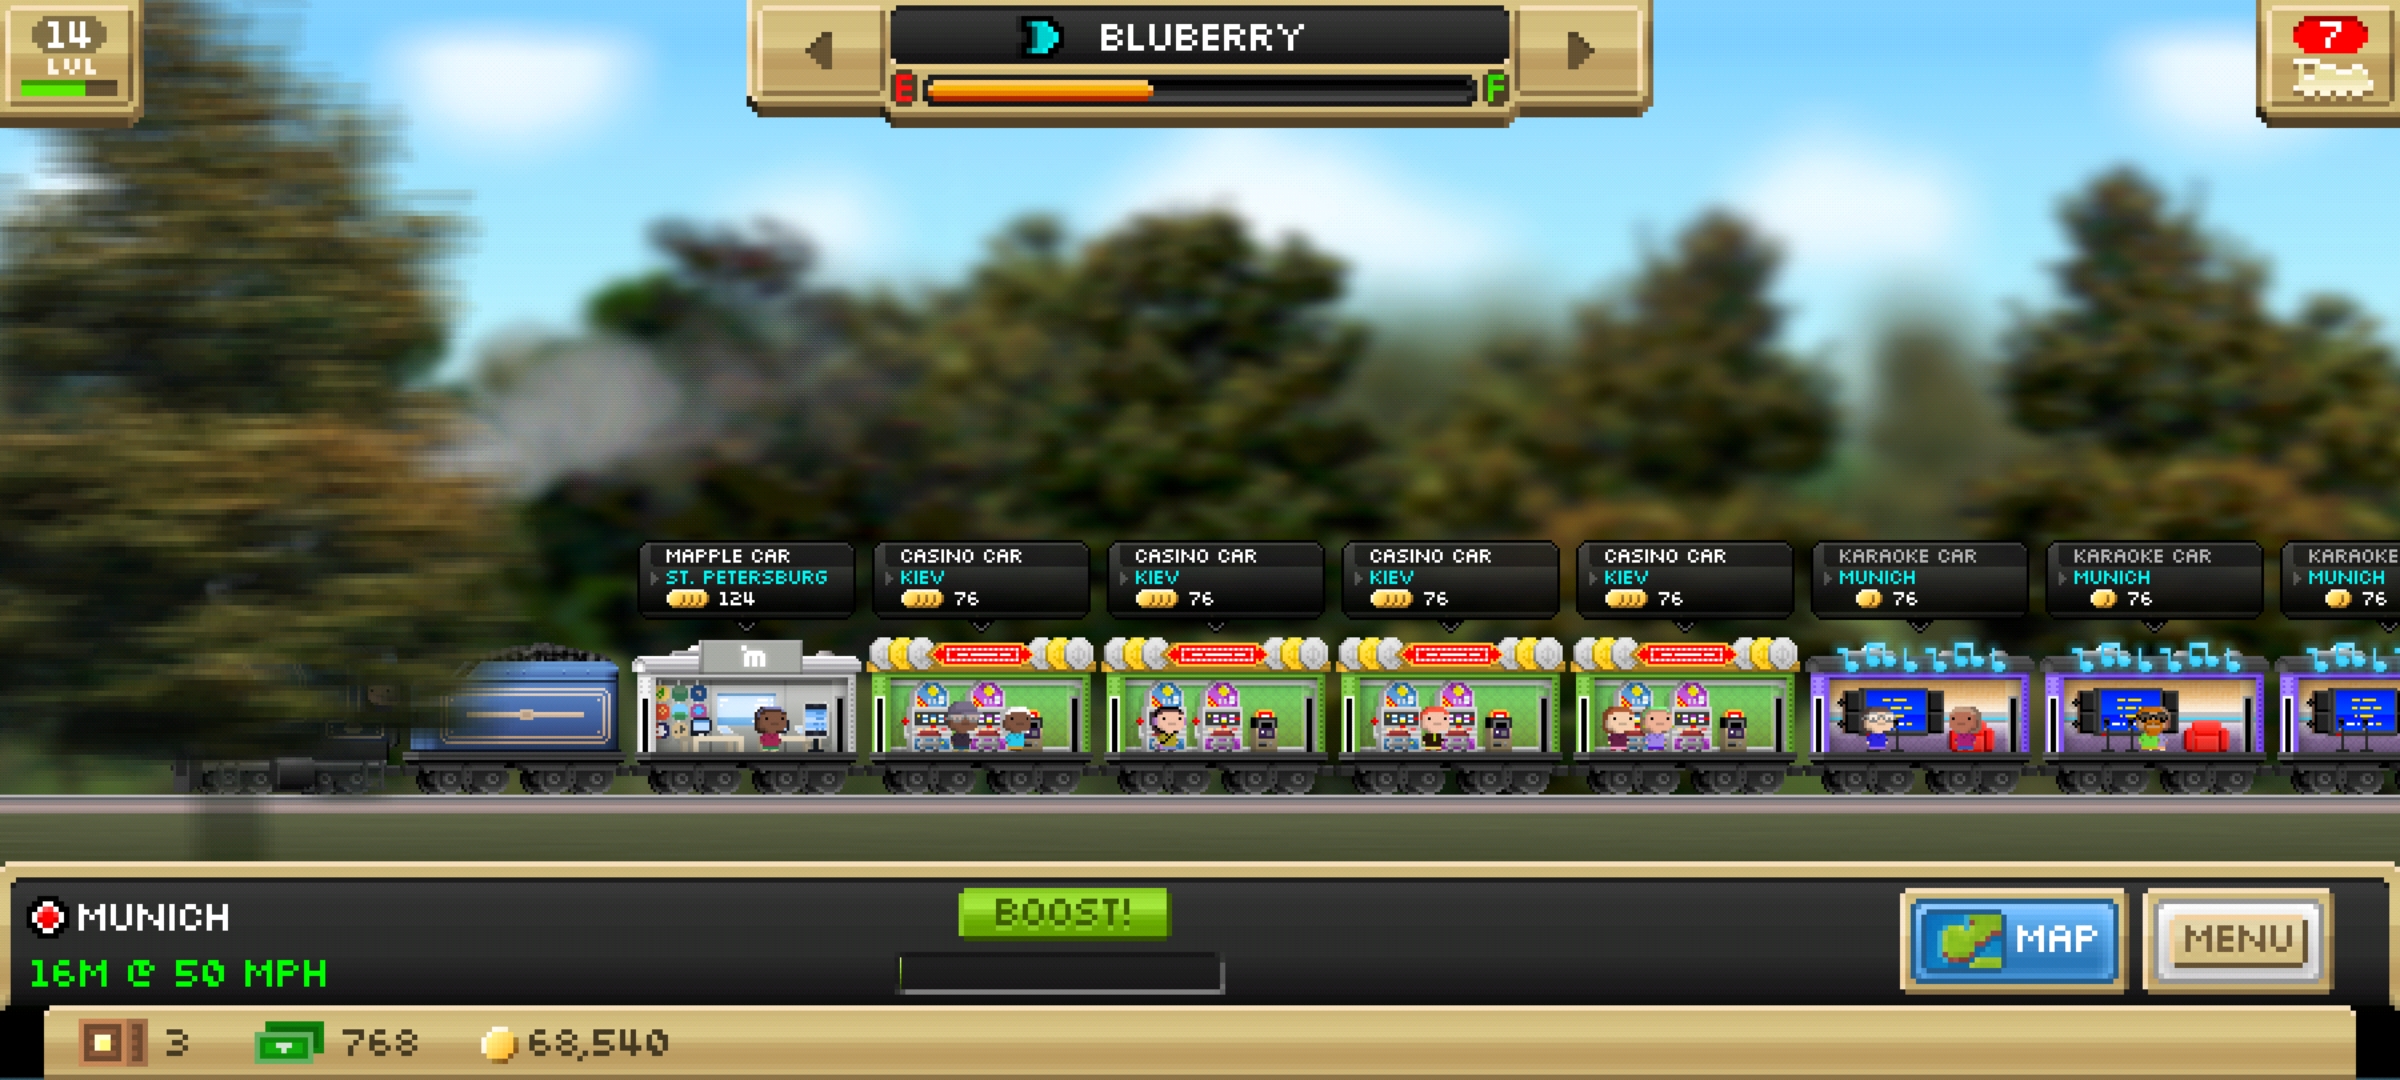 14
LVL
BLUBERRY
E F
7
MAPPLE CAR
ST. PETERSBURG
124
CASINO CAR
KIEV
76
CASINO CAR
KIEV
76
CASINO CAR
KIEV
76
CASINO CAR
KIEV
76
KARAOKE CAR
MUNICH
76
KARAOKE CAR
MUNICH
76
KARAOKE
MUNICH
76
m
MUNICH
16M @ 50 MPH
BOOST!
MAP
MENU
3
768
68,540